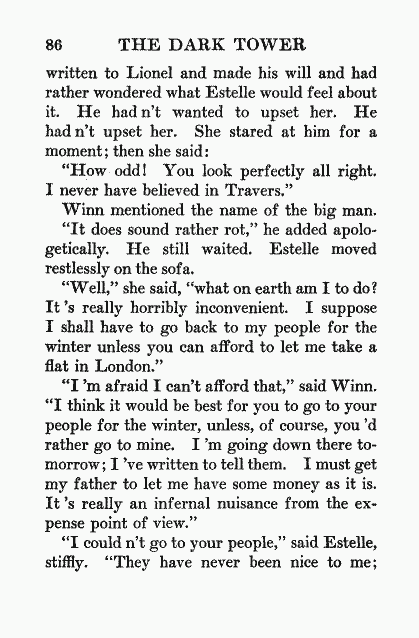 86 THE DARK TOWER
written to Lionel and made his will and had
rather wondered what Estelle would feel about
it. He had n't wanted to upset her. He
had n't upset her. She stared at him for a
moment; then she said:
"How odd! You look perfectly all right.
I never have believed in Travers."
Winn mentioned the name of the big man.
"It does sound rather rot," he added apolo-
getically. He still waited. Estelle moved
restlessly on the sofa.
"Well," she said, "what on earth am I to do?
It 's really horribly inconvenient. I suppose
I shall have to go back to my people for the
winter unless you can afford to let me take a
flat in London."
"I 'm afraid I can't afford that," said Winn.
"I think it would be best for you to go to your
people for the winter, unless, of course, you 'd
rather go to mine. I 'm going down there to-
morrow; I 've written to tell them. I must get
my father to let me have some money as it is.
It 's really an infernal nuisance from the ex-
pense point of view."
"I could n't go to your people," said Estelle,
stiffly. "They have never been nice to me;